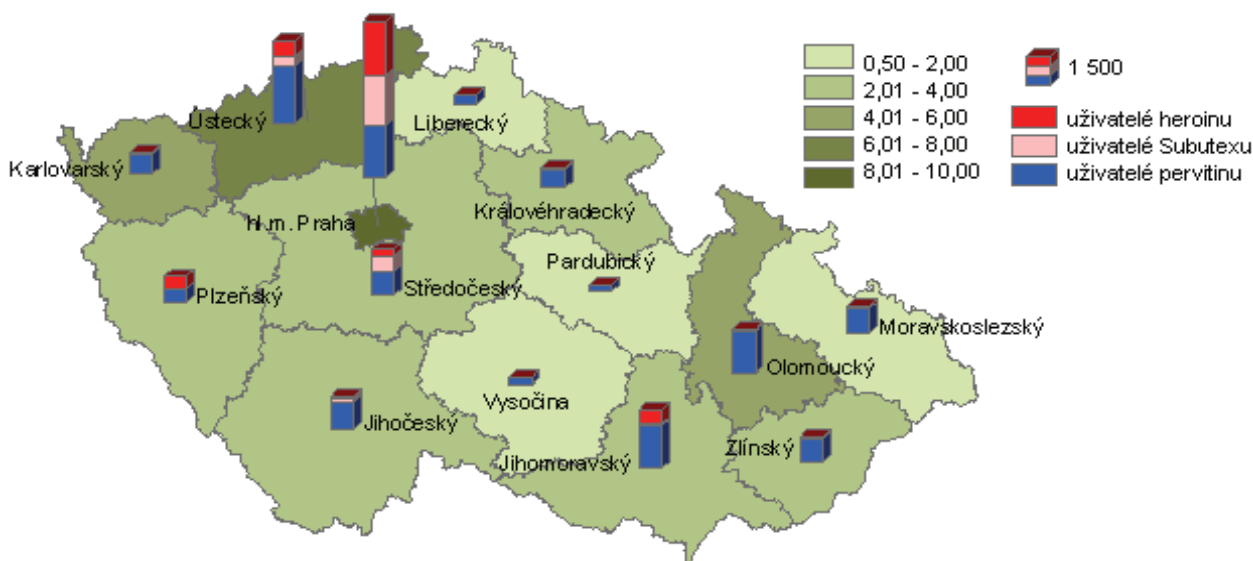 0,50 - 2,00
2,01 - 4,00
4,01 - 6,00
6,01 - 8,00
8,01 - 10,00
1 500
uživatelé heroinu
uživatelé Subutexu
uživatelé pervitinu
Ústecký
Liberecký
Karlovarský
Královéhradecký
hl.m. Praha
Pardubický
Plzeňský
Středočeský
Moravskoslezský
Olomoucký
Vysočina
Jihočeský
Zlínský
Jihomoravský